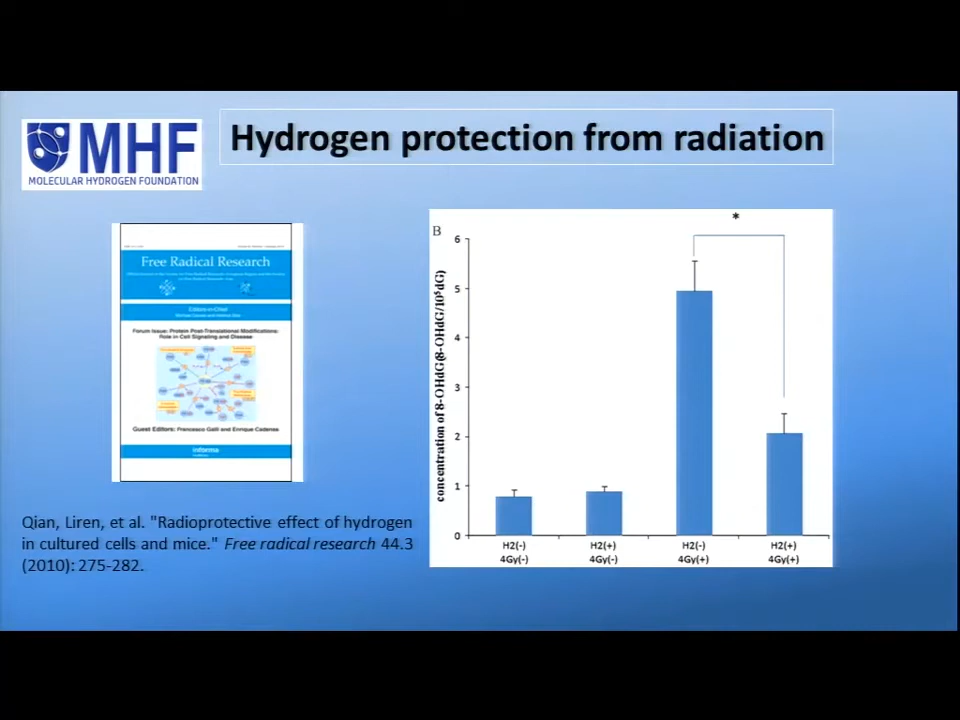 MHF
MOLECULAR HYDROGEN FOUNDATION
Hydrogen protection from radiation
Free Radical Research
Editors-in-Chief
Forum Issue: Protein Post-Translational Modifications:
Role in Cell Signaling and Disease
Guest Editors: Francesco Galli and Enrique Cadenas
informa
Qian, Liren, et al. "Radioprotective effect of hydrogen
in cultured cells and mice." Free radical research 44.3
(2010): 275-282.
B
*
concentration of 8-OHdG(8-OHdG/10⁵dG)
6
5
4
3
2
1
0
H2(-) H2(+) H2(-) H2(+)
4Gy(-) 4Gy(-) 4Gy(+) 4Gy(+)